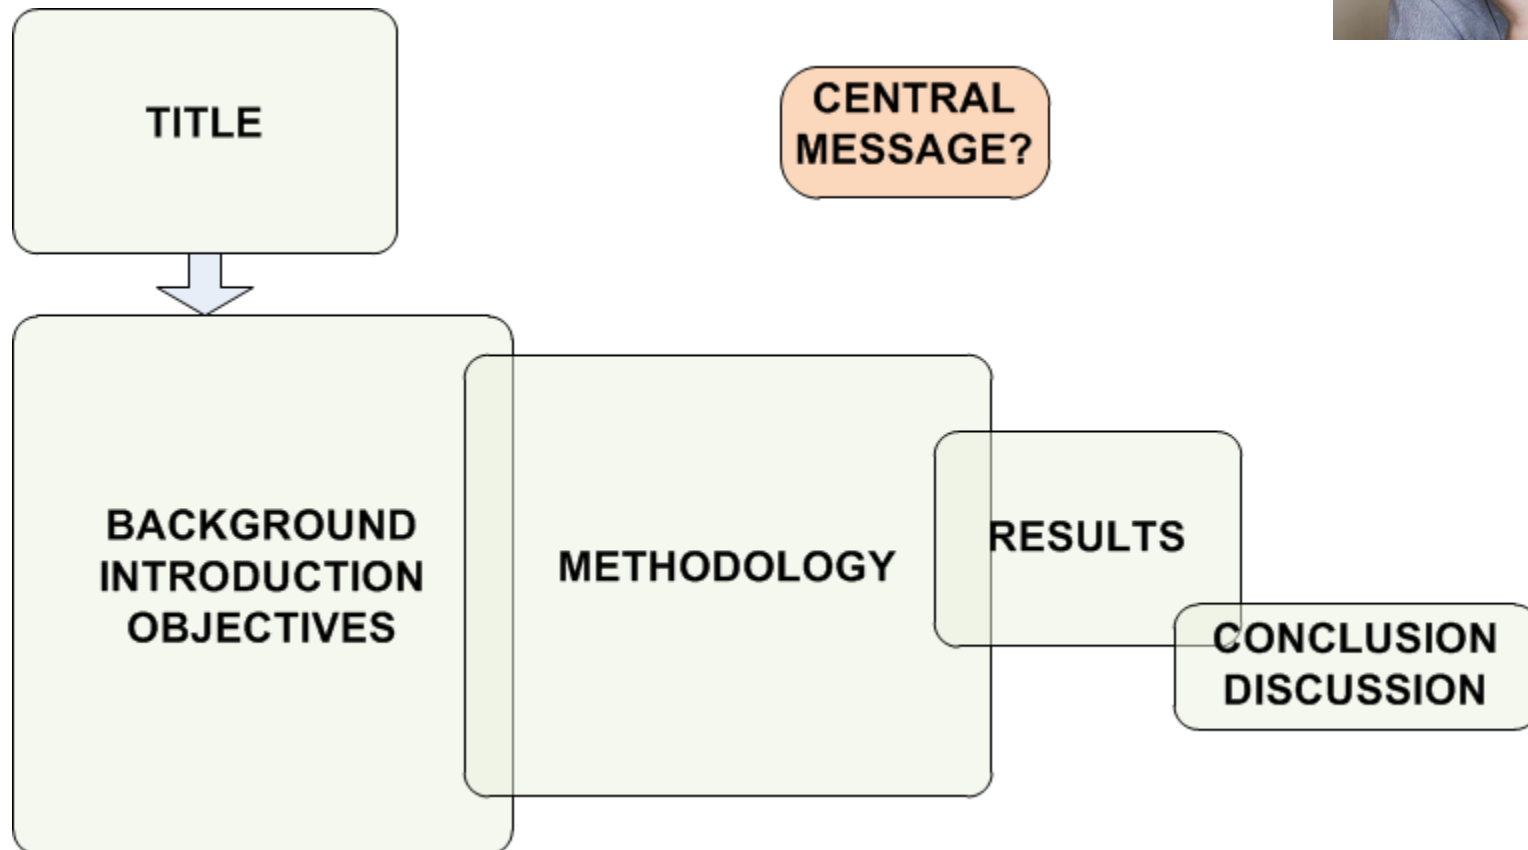 TITLE
CENTRAL
MESSAGE?
BACKGROUND
INTRODUCTION
OBJECTIVES
METHODOLOGY
RESULTS
CONCLUSION
DISCUSSION